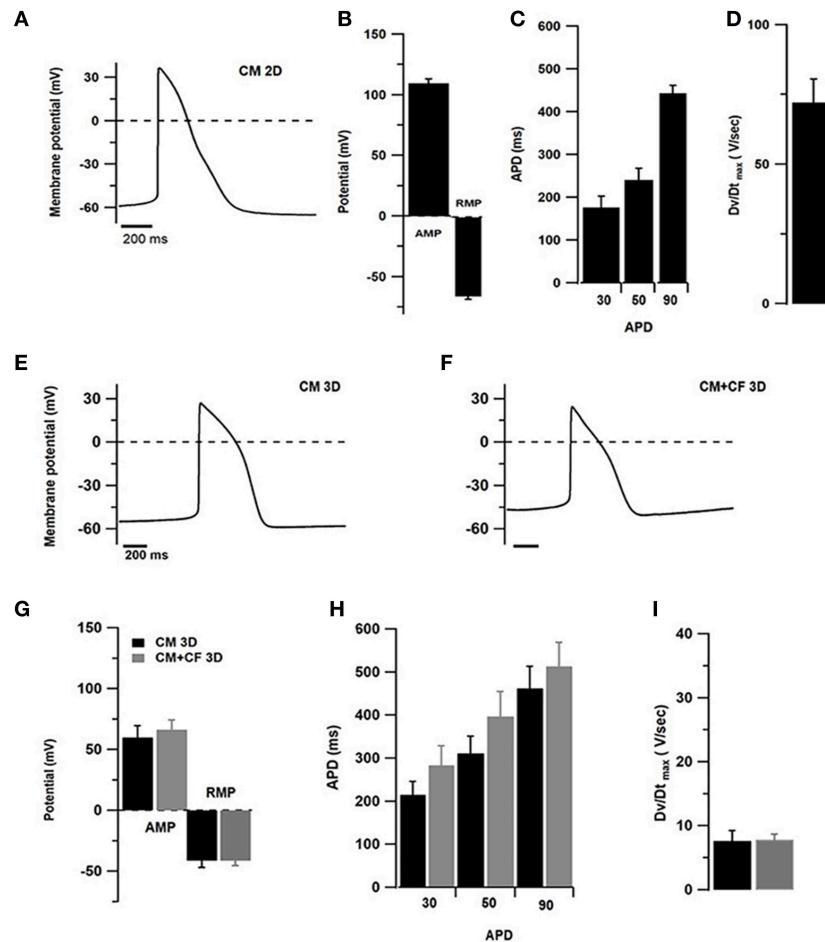 A
CM 2D
Membrane potential (mV)
30
0
-30
-60
200 ms
B
Potential (mV)
150
100
50
0
-50
AMP
RMP
C
APD (ms)
600
500
400
300
200
100
0
30 50 90
APD
D
Dv/Dt max ( V/sec)
100
50
0
E
CM 3D
Membrane potential (mV)
30
0
-30
-60
200 ms
F
CM+CF 3D
30
0
-30
-60
G
Potential (mV)
150
100
50
0
-50
CM 3D
CM+CF 3D
AMP
RMP
H
APD (ms)
600
500
400
300
200
100
0
30 50 90
APD
I
Dv/Dt max ( V/sec)
40
30
20
10
0